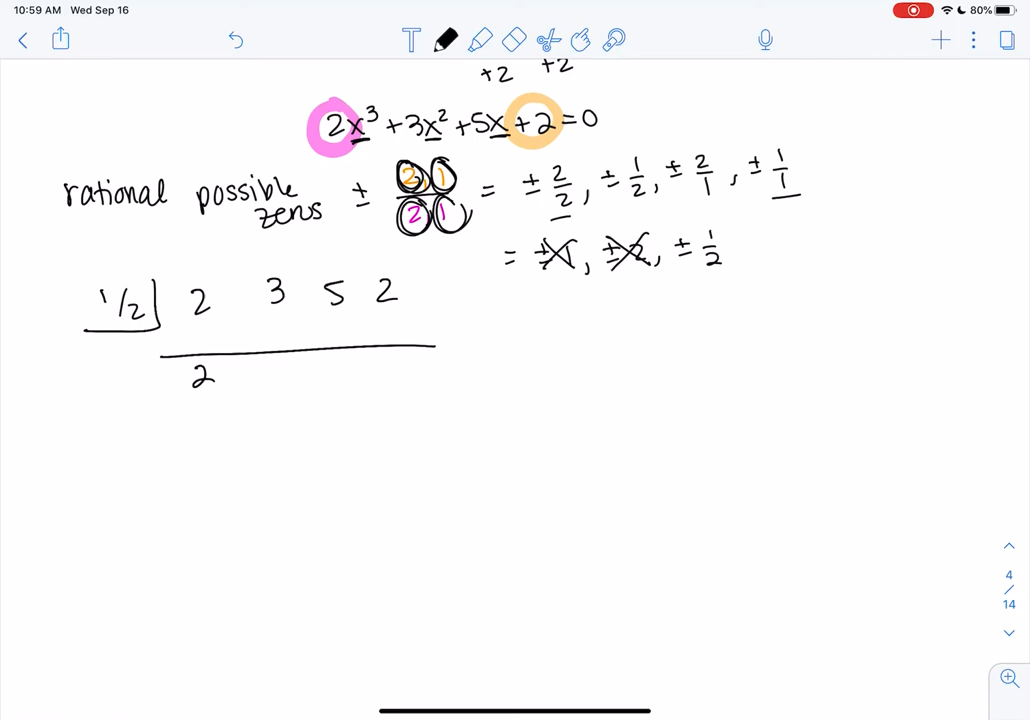 10:59 AM Wed Sep 16
80%
T
+2 +2
2x³ +3x² +5x +2 = 0
rational possible zeros ± 2, 1 / 2, 1 = ± 2/2, ± 1/2, ± 2/1, ± 1/1
= ±1, ±2, ± 1/2
1/2 2 3 5 2
2
4
/
14